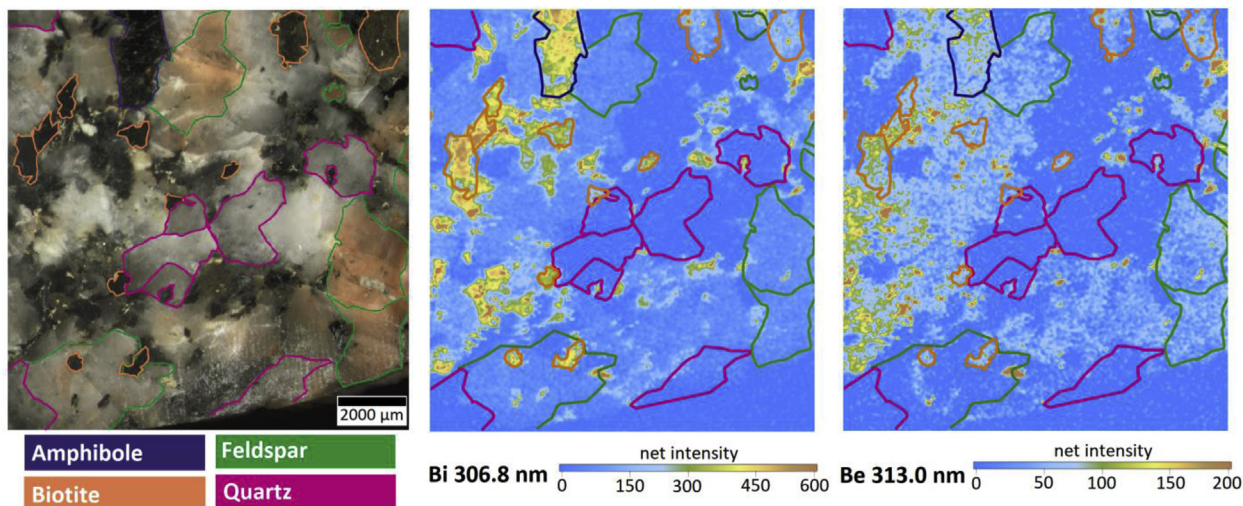 2000 µm
Amphibole
Feldspar
Biotite
Quartz
Bi 306.8 nm
net intensity
0 150 300 450 600
Be 313.0 nm
net intensity
0 50 100 150 200